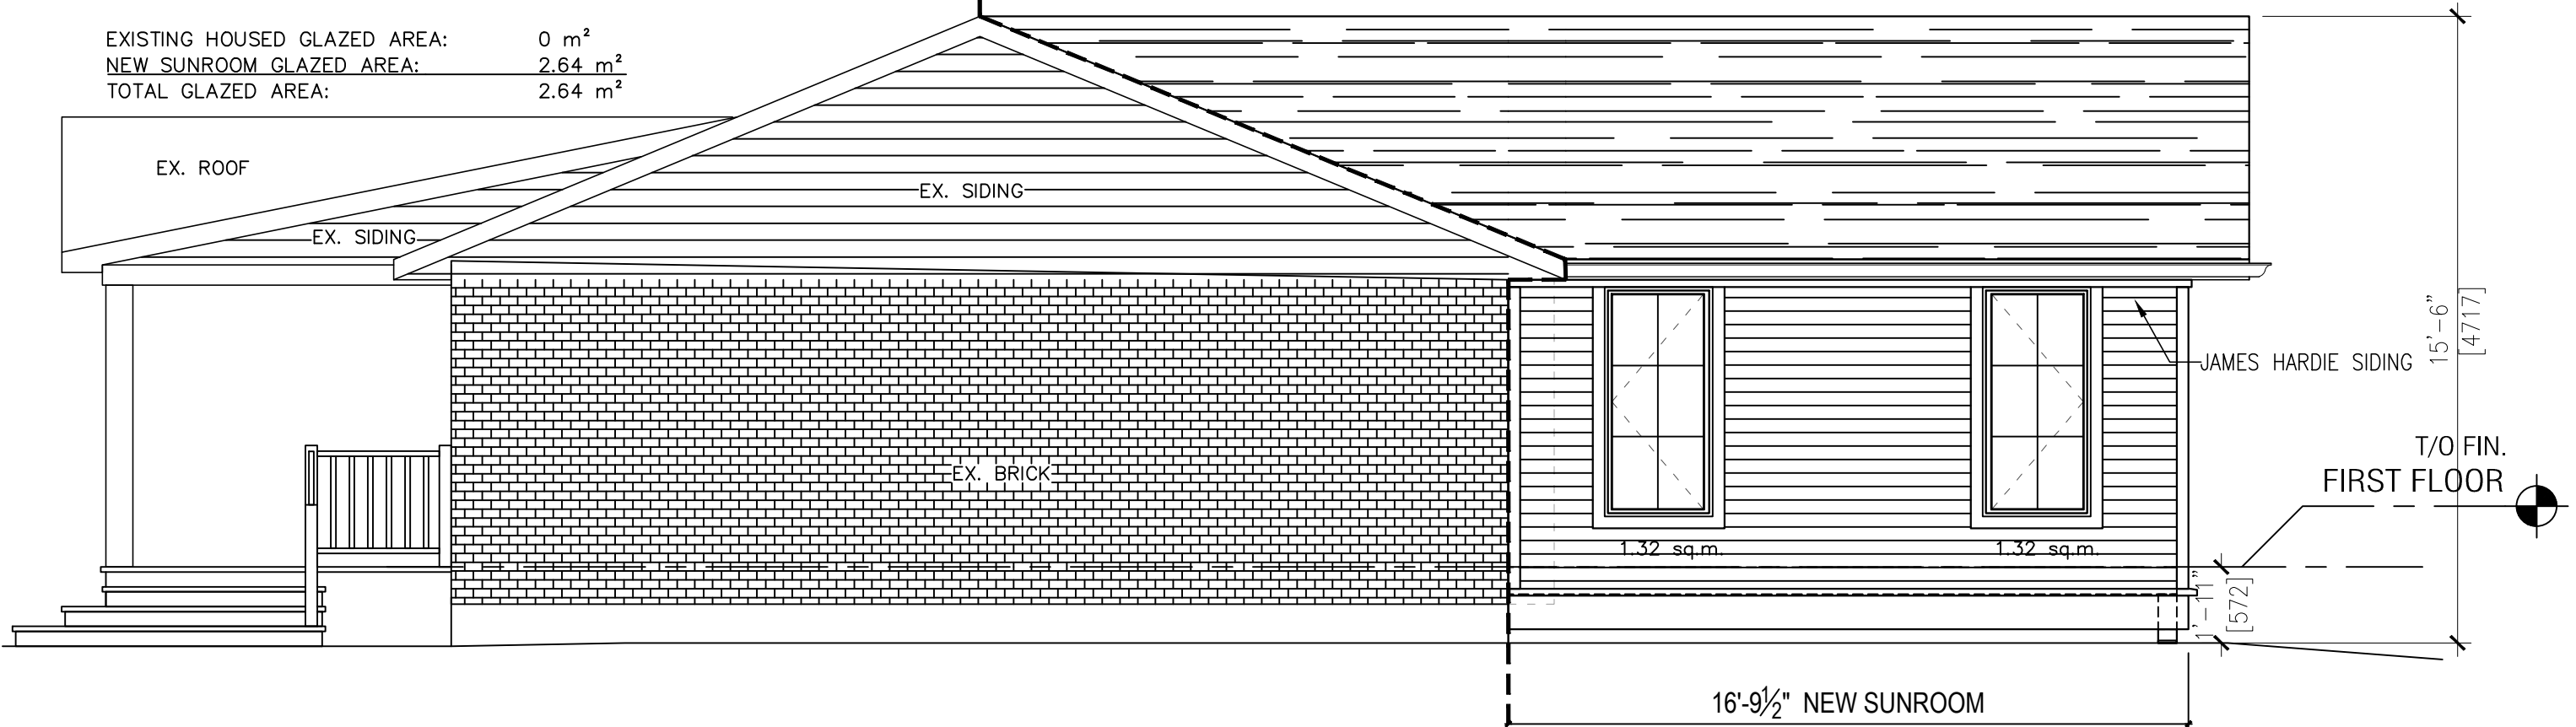 EXISTING HOUSED GLAZED AREA: 0 m²
NEW SUNROOM GLAZED AREA: 2.64 m²
TOTAL GLAZED AREA: 2.64 m²
EX. ROOF
EX. SIDING
EX. SIDING
EX. BRICK
JAMES HARDIE SIDING
15'-6"
[4717]
T/O FIN.
FIRST FLOOR
1.32 sq.m.
1.32 sq.m.
1'-11"
[572]
16'-9½" NEW SUNROOM